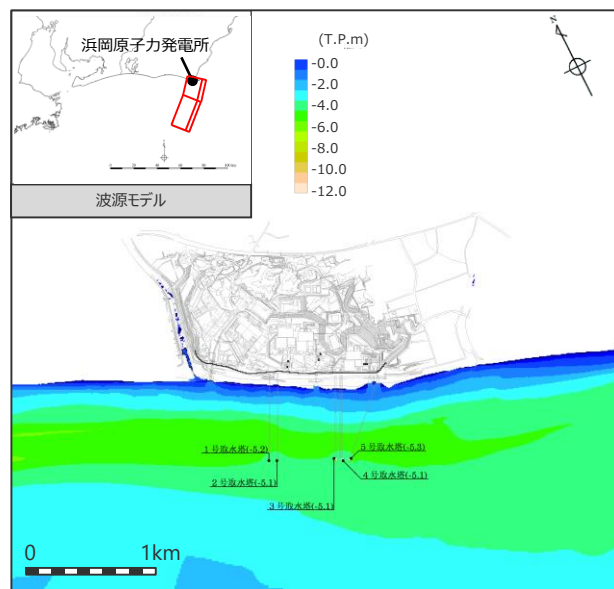 浜岡原子力発電所
波源モデル
(T.P.m)
-0.0
-2.0
-4.0
-6.0
-8.0
-10.0
-12.0
N
1号取水塔(-5.2)
2号取水塔(-5.1)
3号取水塔(-5.1)
5号取水塔(-5.3)
4号取水塔(-5.1)
0 1km